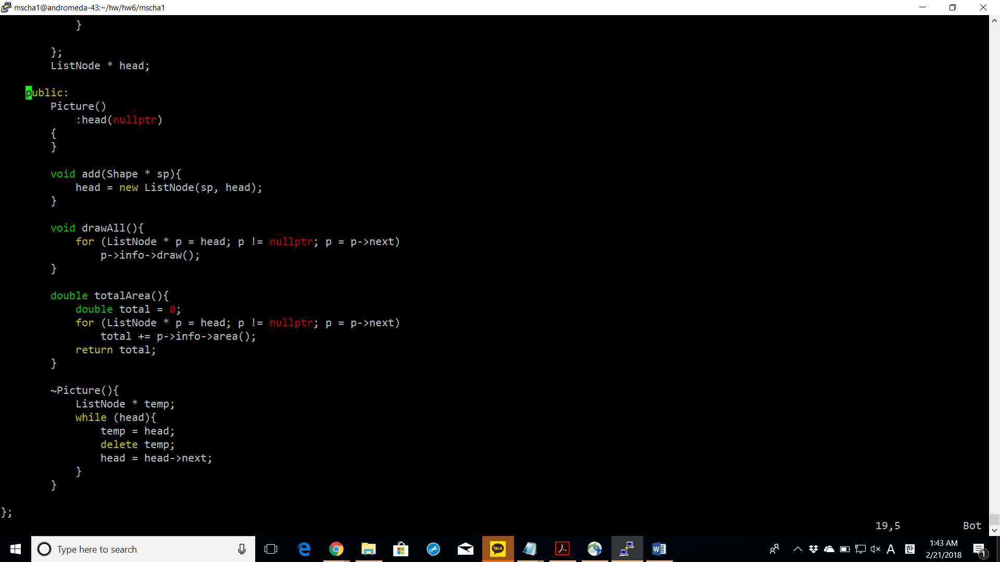 mscha1@andromeda-43:~/hw/hw6/mscha1
        }

    };
    ListNode * head;

public:
    Picture()
        :head(nullptr)
    {
    }

    void add(Shape * sp){
        head = new ListNode(sp, head);
    }

    void drawAll(){
        for (ListNode * p = head; p != nullptr; p = p->next)
            p->info->draw();
    }

    double totalArea(){
        double total = 0;
        for (ListNode * p = head; p != nullptr; p = p->next)
            total += p->info->area();
        return total;
    }

    ~Picture(){
        ListNode * temp;
        while (head){
            temp = head;
            delete temp;
            head = head->next;
        }
    }

};
19,5 Bot
Type here to search
TALK
A 한
1:43 AM
2/21/2018
1